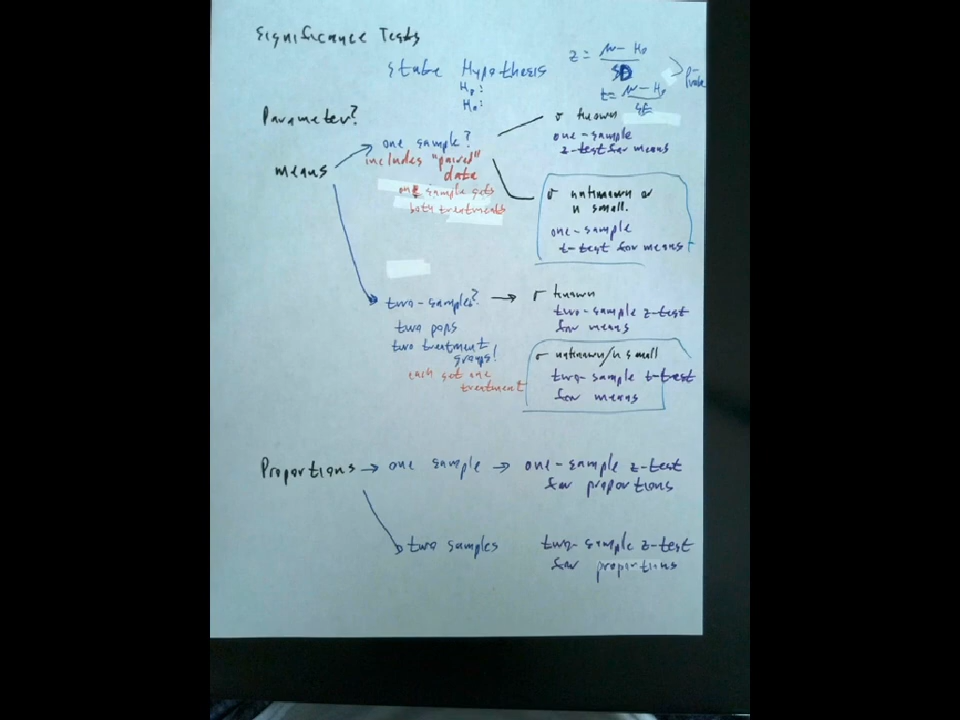 Significance Tests
State Hypothesis
H₀:
Hₐ:
z = μ - H₀
SD
t = μ - H₀
SE
Parameter?
means
one sample?
includes "paired"
data
one sample gets
both treatments
σ known
one-sample
z-test for means
σ unknown or
n small.
one-sample
t-test for means
two-samples?
two pops
two treatment
groups!
each get one
treatment
σ known
two-sample z-test
for means
σ unknown/n small
two-sample t-test
for means
Proportions → one sample → one-sample z-test
for proportions
two samples
two-sample z-test
for proportions